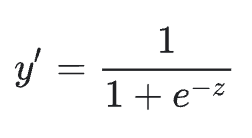 y′ = 1 / (1 + e^{−z})